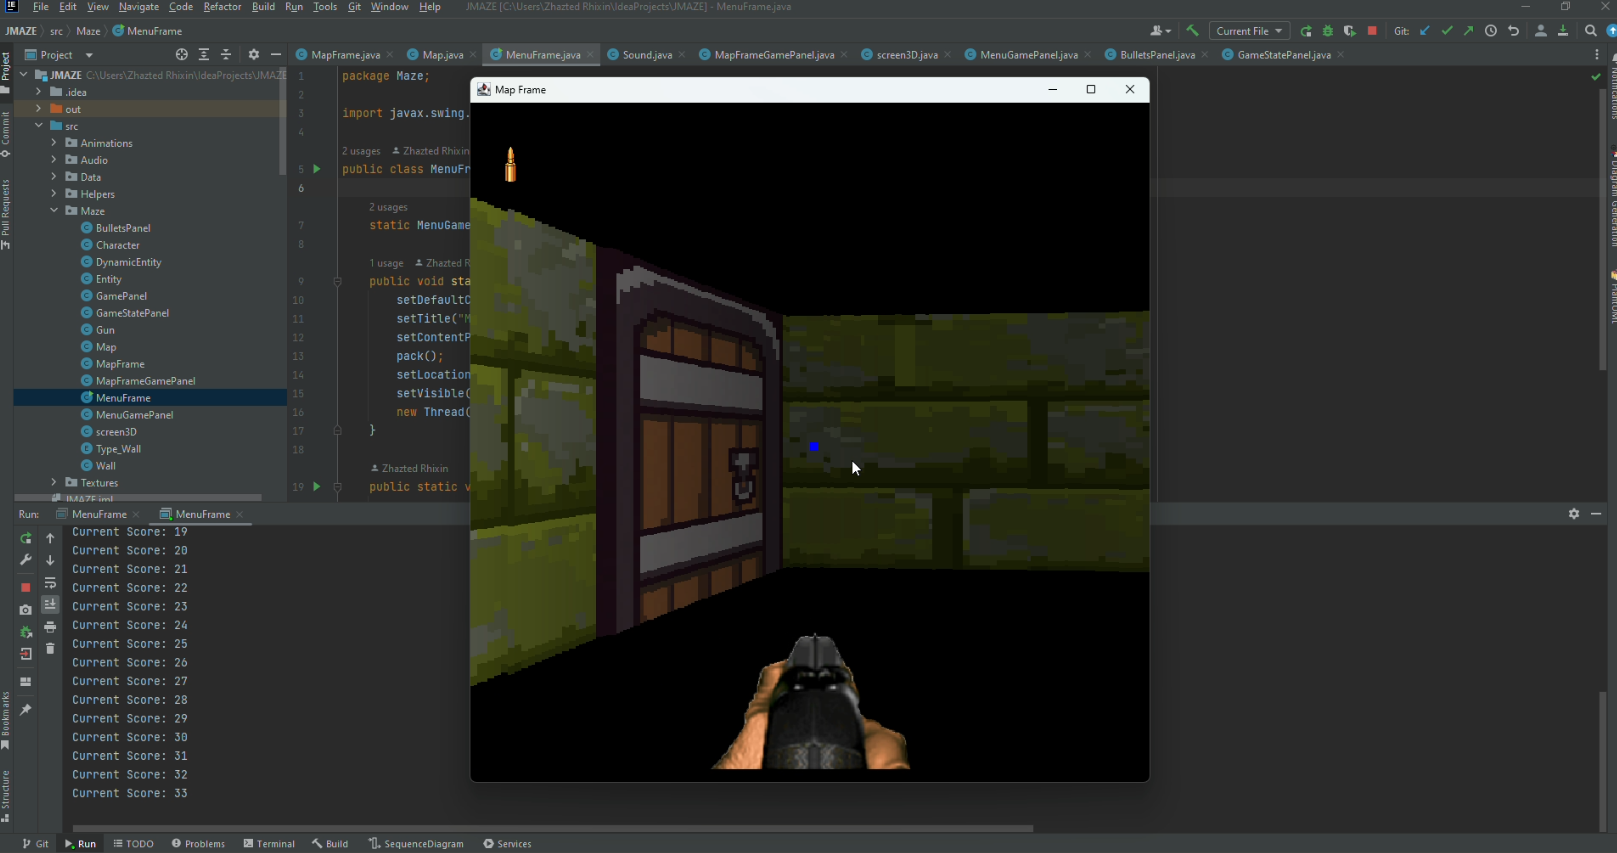 File Edit View Navigate Code Refactor Build Run Tools Git Window Help JMAZE [C:\Users\Zhazted Rhixin\IdeaProjects\JMAZE] - MenuFrame.java
JMAZE src Maze MenuFrame Current File Git:
Project MapFrame.java Map.java MenuFrame.java Sound.java MapFrameGamePanel.java screen3D.java MenuGamePanel.java BulletsPanel.java GameStatePanel.java
JMAZE C:\Users\Zhazted Rhixin\IdeaProjects\JMAZE
.idea
out
src
Animations
Audio
Data
Helpers
Maze
BulletsPanel
Character
DynamicEntity
Entity
GamePanel
GameStatePanel
Gun
Map
MapFrame
MapFrameGamePanel
MenuFrame
MenuGamePanel
screen3D
Type_Wall
Wall
Textures
JMAZE.iml
1 package Maze;
2
3 import javax.swing.
4
2 usages Zhazted Rhixin
5 public class MenuFr
6
2 usages
7 static MenuGame
8
1 usage Zhazted R
9 public void sta
10 setDefaultC
11 setTitle("M
12 setContentP
13 pack();
14 setLocation
15 setVisible(
16 new Thread(
17 }
18
Zhazted Rhixin
19 public static v
Map Frame
Run: MenuFrame MenuFrame
Current Score: 19
Current Score: 20
Current Score: 21
Current Score: 22
Current Score: 23
Current Score: 24
Current Score: 25
Current Score: 26
Current Score: 27
Current Score: 28
Current Score: 29
Current Score: 30
Current Score: 31
Current Score: 32
Current Score: 33
Project
Commit
Pull Requests
Bookmarks
Structure
Notifications
Diagram Generation
PlantUML
Git Run TODO Problems Terminal Build SequenceDiagram Services